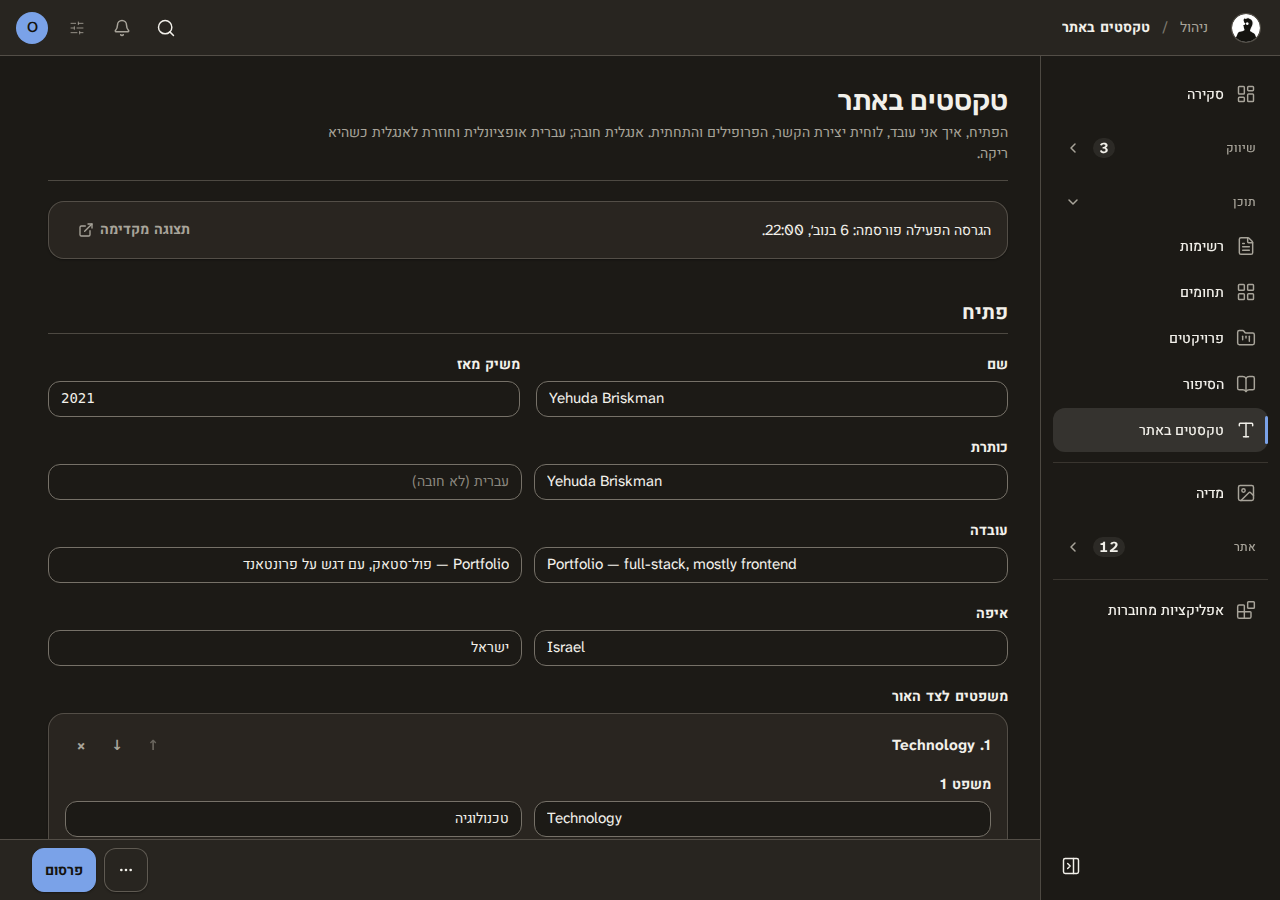 ניהול / טקסטים באתר
O
סקירה
שיווק 3
תוכן
רשימות
תחומים
פרויקטים
הסיפור
טקסטים באתר
מדיה
אתר 12
אפליקציות מחוברות
טקסטים באתר
הפתיח, איך אני עובד, לוחית יצירת הקשר, הפרופילים והתחתית. אנגלית חובה; עברית אופציונלית וחוזרת לאנגלית כשהיא
ריקה.
הגרסה הפעילה פורסמה: 6 בנוב׳, 22:00.
תצוגה מקדימה
פתיח
שם
משיק מאז
Yehuda Briskman
2021
כותרת
Yehuda Briskman
עברית (לא חובה)
עובדה
Portfolio — full-stack, mostly frontend
Portfolio — פול־סטאק, עם דגש על פרונטאנד
איפה
Israel
ישראל
משפטים לצד האור
1. Technology
↑ ↓ ×
משפט 1
Technology
טכנולוגיה
...
פרסום